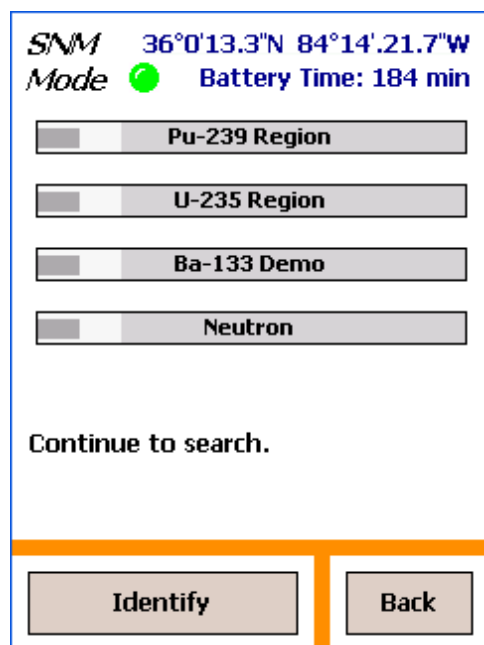 SNM 36°0'13.3"N 84°14'.21.7"W
Mode Battery Time: 184 min
Pu-239 Region
U-235 Region
Ba-133 Demo
Neutron
Continue to search.
Identify Back